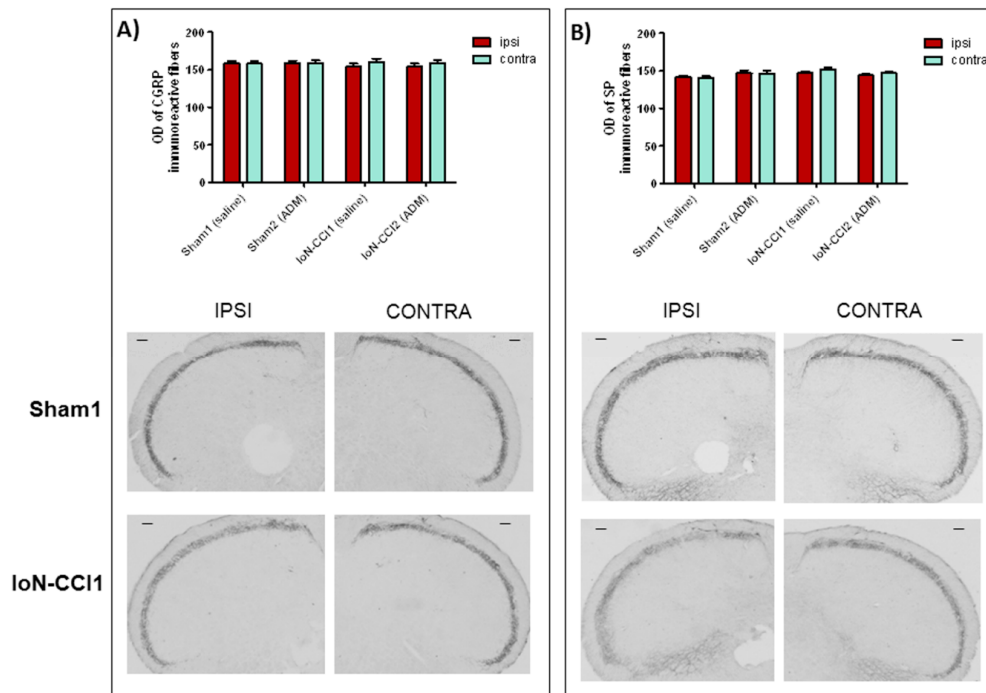 A)
200
150
100
50
0
OD of CGRP
immunoreactive fibers
ipsi
contra
Sham1 (saline)
Sham2 (ADM)
IoN-CCI1 (saline)
IoN-CCI2 (ADM)
B)
200
150
100
50
0
OD of SP
immunoreactive fibers
ipsi
contra
Sham1 (saline)
Sham2 (ADM)
IoN-CCI1 (saline)
IoN-CCI2 (ADM)
IPSI CONTRA IPSI CONTRA
Sham1
IoN-CCI1